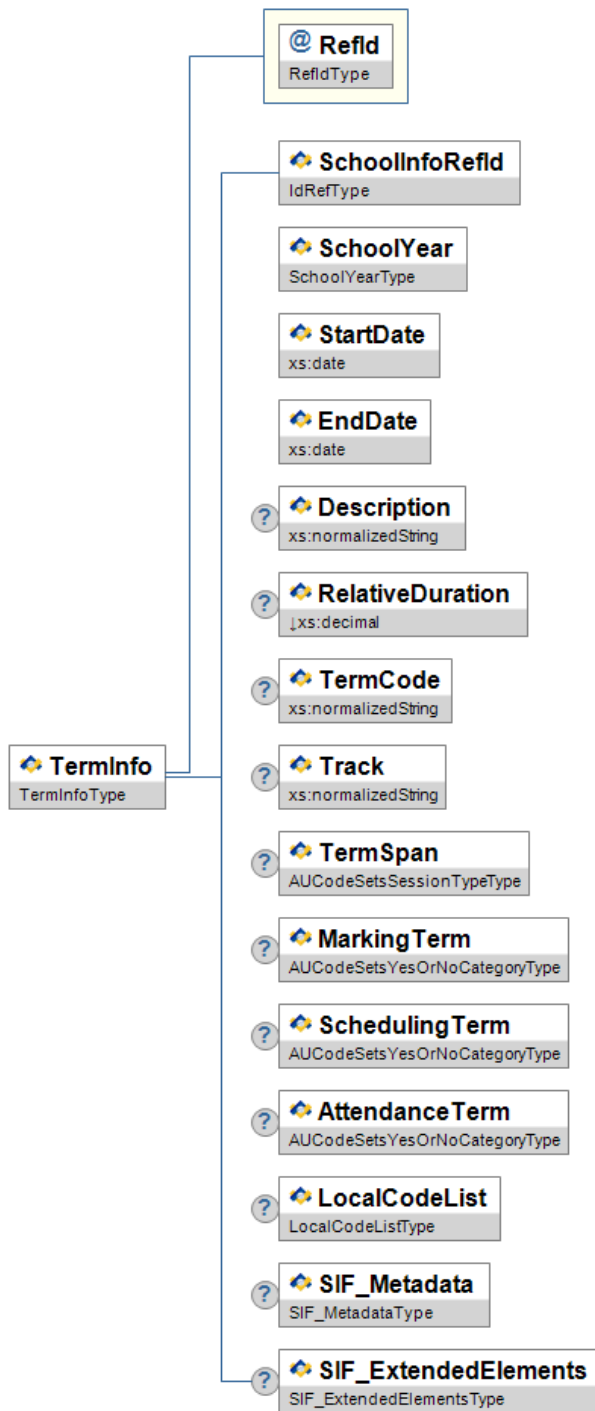 @ RefId
RefIdType
SchoolInfoRefId
IdRefType
SchoolYear
SchoolYearType
StartDate
xs:date
EndDate
xs:date
? Description
xs:normalizedString
? RelativeDuration
↓xs:decimal
? TermCode
xs:normalizedString
TermInfo
TermInfoType
? Track
xs:normalizedString
? TermSpan
AUCodeSetsSessionTypeType
? MarkingTerm
AUCodeSetsYesOrNoCategoryType
? SchedulingTerm
AUCodeSetsYesOrNoCategoryType
? AttendanceTerm
AUCodeSetsYesOrNoCategoryType
? LocalCodeList
LocalCodeListType
? SIF_Metadata
SIF_MetadataType
? SIF_ExtendedElements
SIF_ExtendedElementsType